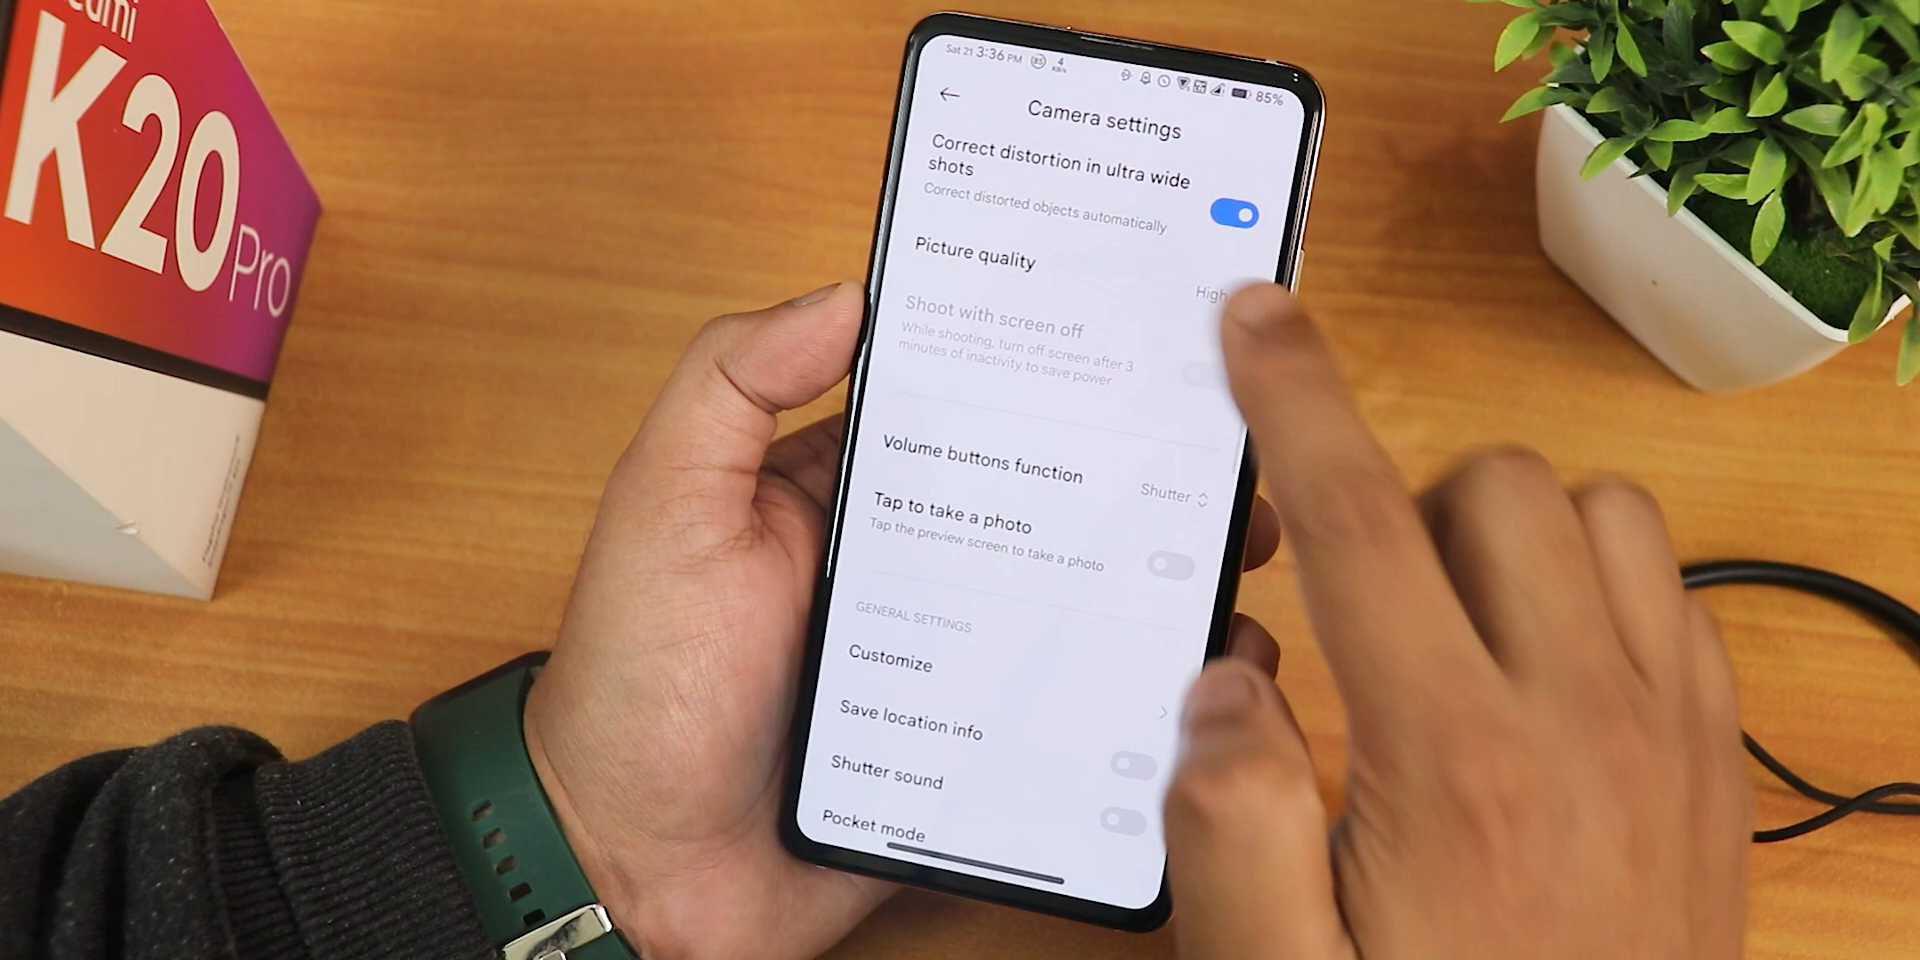 K20 Pro
Sat 21 3:36 PM 85 4 KB/s 85%
Camera settings
Correct distortion in ultra wide
shots
Correct distorted objects automatically
Picture quality
High
Shoot with screen off
While shooting, turn off screen after 3
minutes of inactivity to save power
Volume buttons function
Shutter
Tap to take a photo
Tap the preview screen to take a photo
GENERAL SETTINGS
Customize
Save location info
Shutter sound
Pocket mode